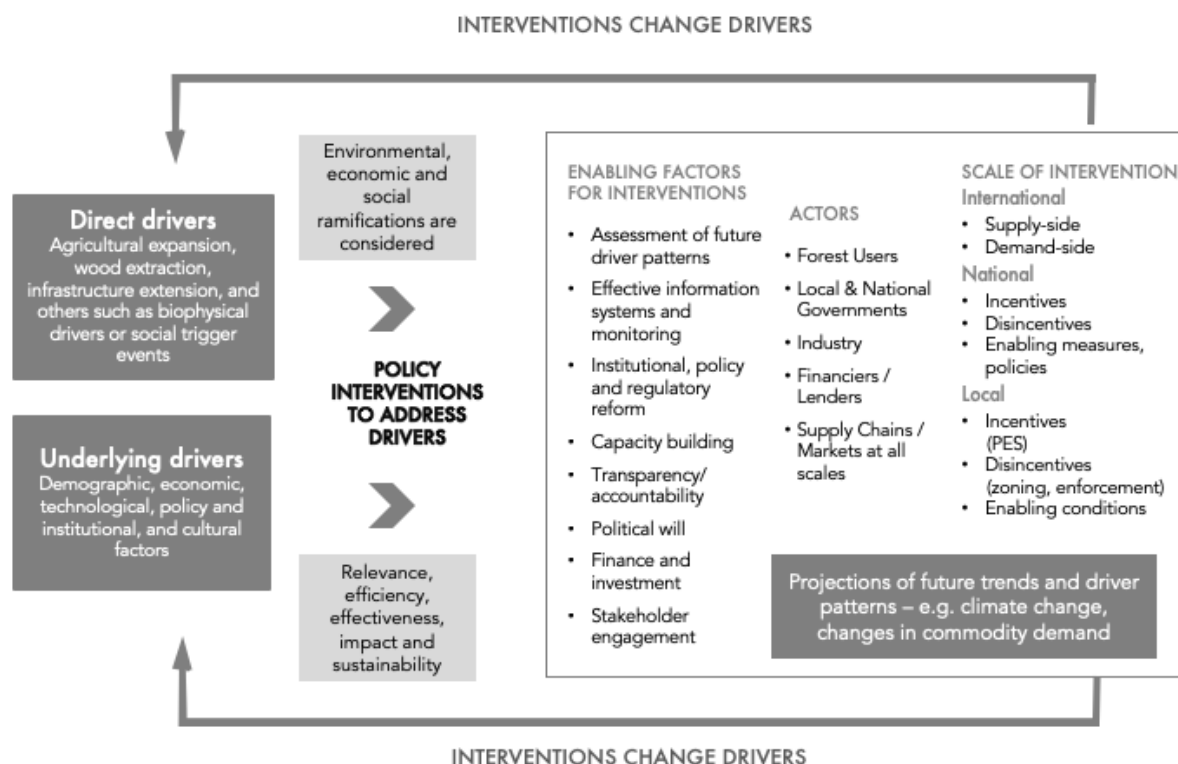 INTERVENTIONS CHANGE DRIVERS
Direct drivers
Agricultural expansion,
wood extraction,
infrastructure extension, and
others such as biophysical
drivers or social trigger
events
Underlying drivers
Demographic, economic,
technological, policy and
institutional, and cultural
factors
Environmental,
economic and
social
ramifications are
considered
POLICY
INTERVENTIONS
TO ADDRESS
DRIVERS
Relevance,
efficiency,
effectiveness,
impact and
sustainability
ENABLING FACTORS
FOR INTERVENTIONS
• Assessment of future
driver patterns
• Effective information
systems and
monitoring
• Institutional, policy
and regulatory
reform
• Capacity building
• Transparency/
accountability
• Political will
• Finance and
investment
• Stakeholder
engagement
ACTORS
• Forest Users
• Local & National
Governments
• Industry
• Financiers /
Lenders
• Supply Chains /
Markets at all
scales
SCALE OF INTERVENTION
International
• Supply-side
• Demand-side
National
• Incentives
• Disincentives
• Enabling measures,
policies
Local
• Incentives
(PES)
• Disincentives
(zoning, enforcement)
• Enabling conditions
Projections of future trends and driver
patterns – e.g. climate change,
changes in commodity demand
INTERVENTIONS CHANGE DRIVERS